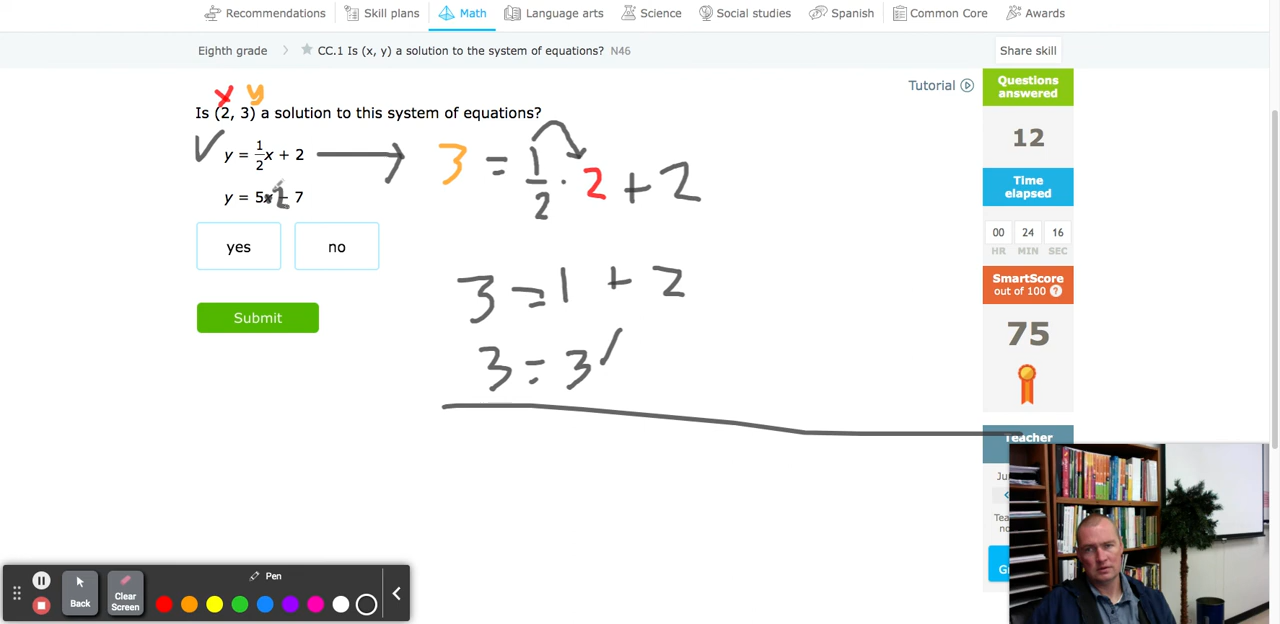 Recommendations Skill plans Math Language arts Science Social studies Spanish Common Core Awards
Eighth grade > CC.1 Is (x, y) a solution to the system of equations? N46
Share skill
Tutorial
x y
Is (2, 3) a solution to this system of equations?
✓ y = 1/2x + 2 → 3 = 1/2 · 2 + 2
y = 5x - 7
2
yes no
Submit
3 = 1 + 2
3 = 3 ✓
Questions answered
12
Time elapsed
00 24 16
HR MIN SEC
SmartScore
out of 100 ?
75
Teacher
Back
Clear Screen
Pen